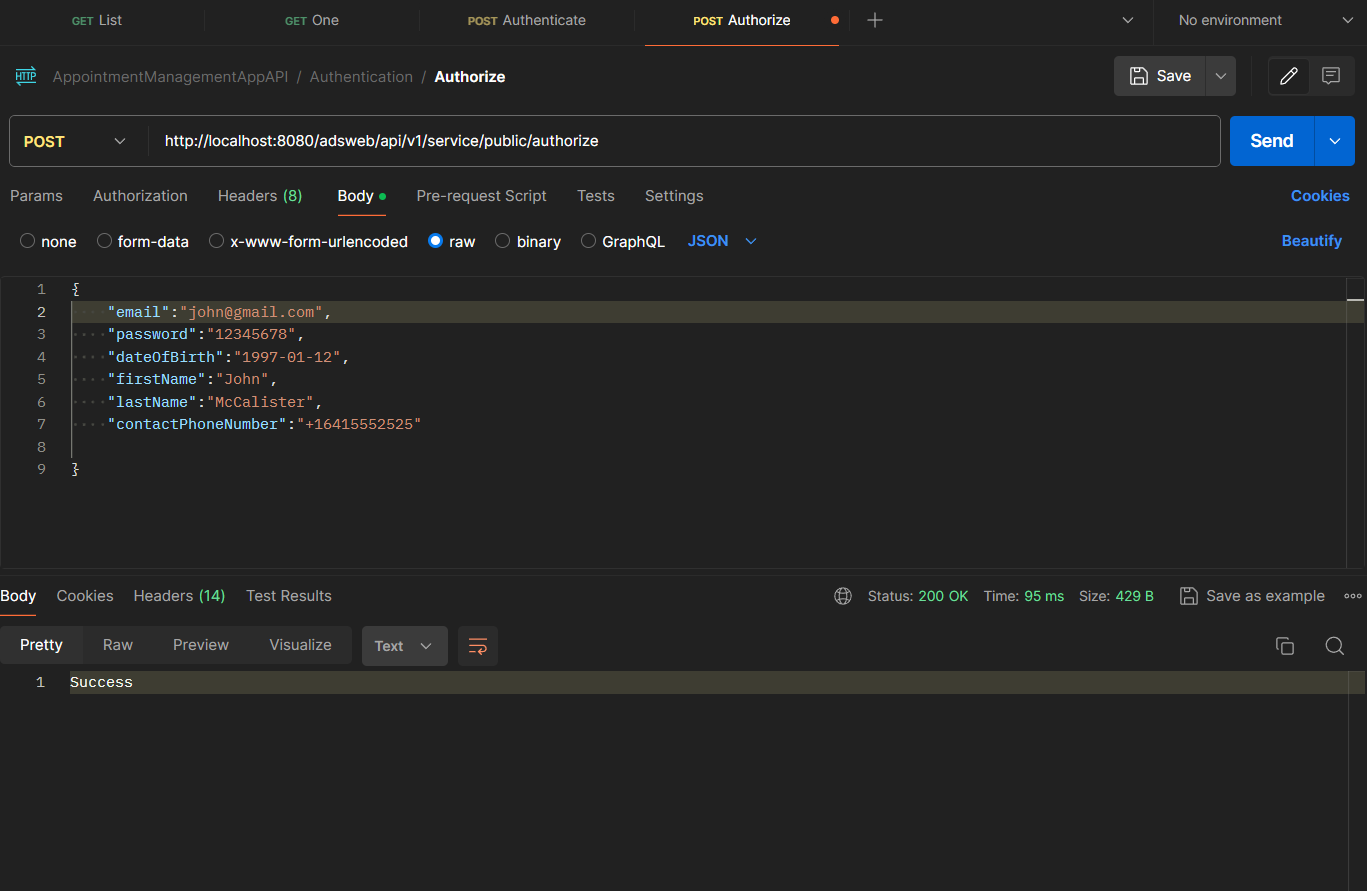 GET List GET One POST Authenticate POST Authorize No environment
HTTP AppointmentManagementAppAPI / Authentication / Authorize Save
POST http://localhost:8080/adsweb/api/v1/service/public/authorize Send
Params Authorization Headers (8) Body Pre-request Script Tests Settings Cookies
none form-data x-www-form-urlencoded raw binary GraphQL JSON Beautify
1 {
2 "email":"john@gmail.com",
3 "password":"12345678",
4 "dateOfBirth":"1997-01-12",
5 "firstName":"John",
6 "lastName":"McCalister",
7 "contactPhoneNumber":"+16415552525"
8
9 }
Body Cookies Headers (14) Test Results Status: 200 OK Time: 95 ms Size: 429 B Save as example
Pretty Raw Preview Visualize Text
1 Success